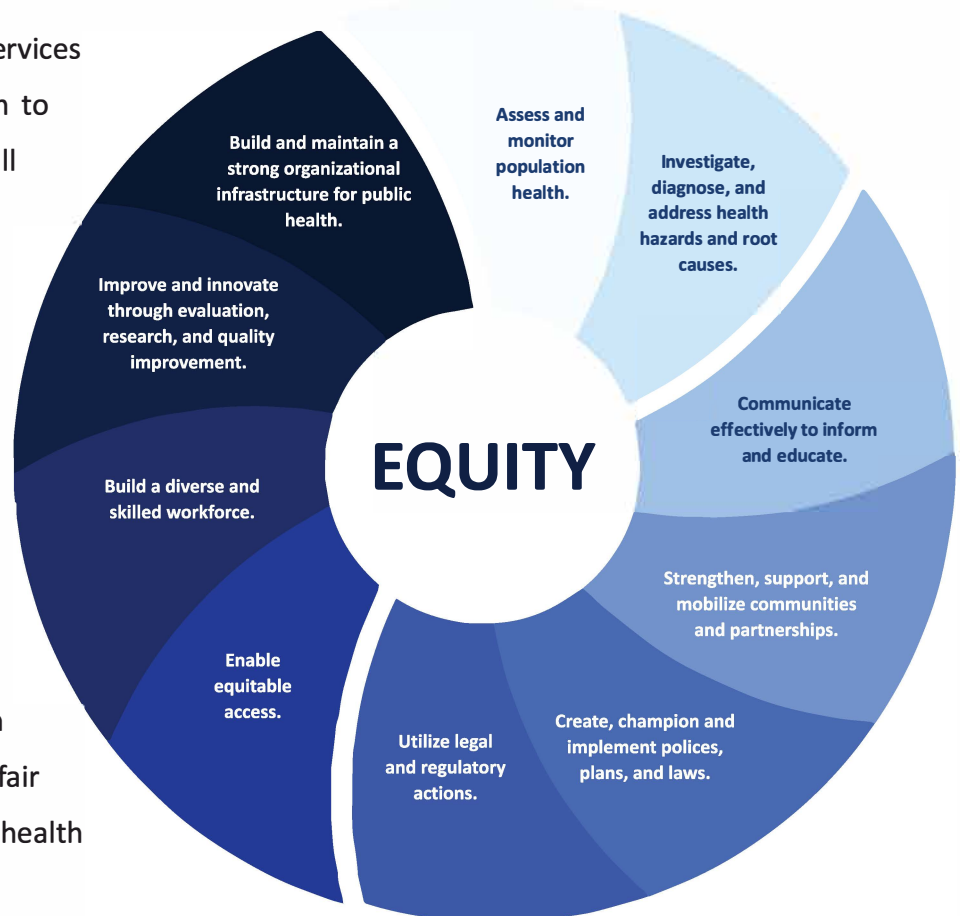 ervices
n to
ll
Assess and
monitor
population
health.
Investigate,
diagnose, and
address health
hazards and root
causes.
Communicate
effectively to inform
and educate.
Strengthen, support, and
mobilize communities
and partnerships.
Create, champion and
implement polices,
plans, and laws.
Utilize legal
and regulatory
actions.
Enable
equitable
access.
Build a diverse and
skilled workforce.
Improve and innovate
through evaluation,
research, and quality
improvement.
Build and maintain a
strong organizational
infrastructure for public
health.
EQUITY
fair
health